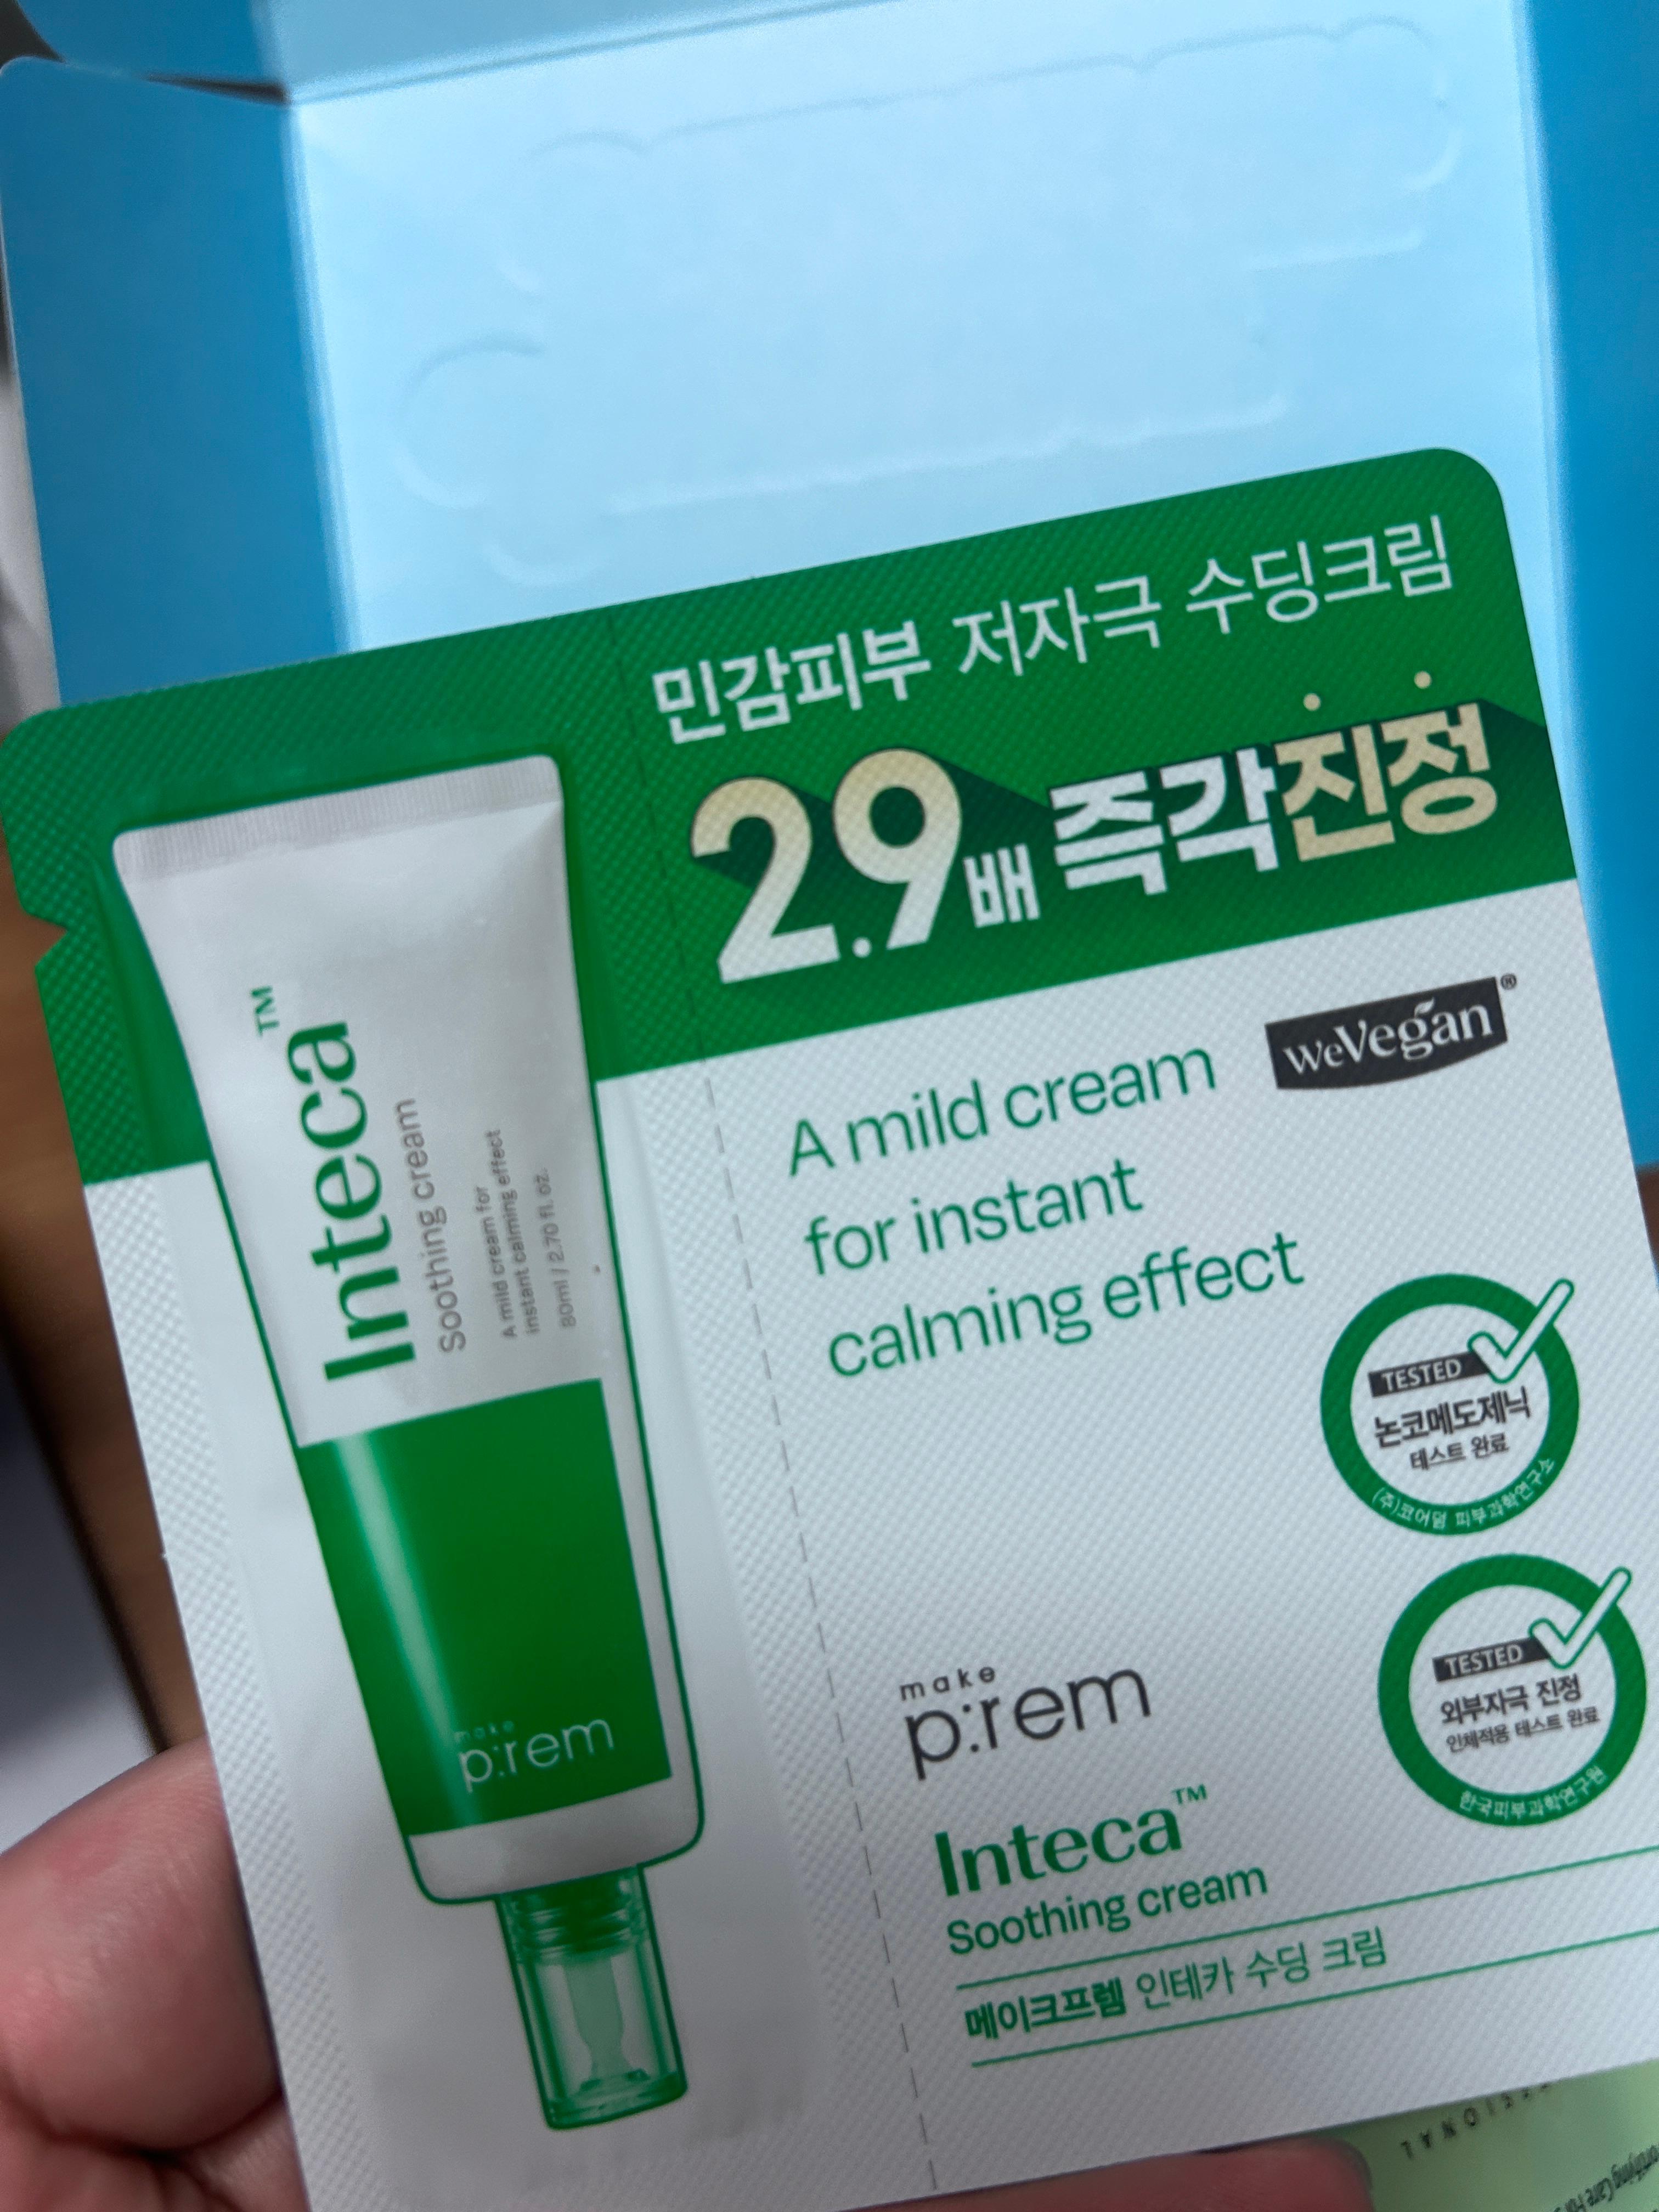 민감피부 저자극 수딩크림
2.9배 즉각진정
weVegan®
A mild cream
for instant
calming effect
Inteca™
Soothing cream
A mild cream for
instant calming effect
80ml / 2.70 fl. oz.
make
p:rem
TESTED
논코메도제닉
테스트 완료
(주)코어덤 피부과학연구소
TESTED
외부자극 진정
인체적용 테스트 완료
한국피부과학연구원
make
p:rem
Inteca™
Soothing cream
메이크프렘 인테카 수딩 크림